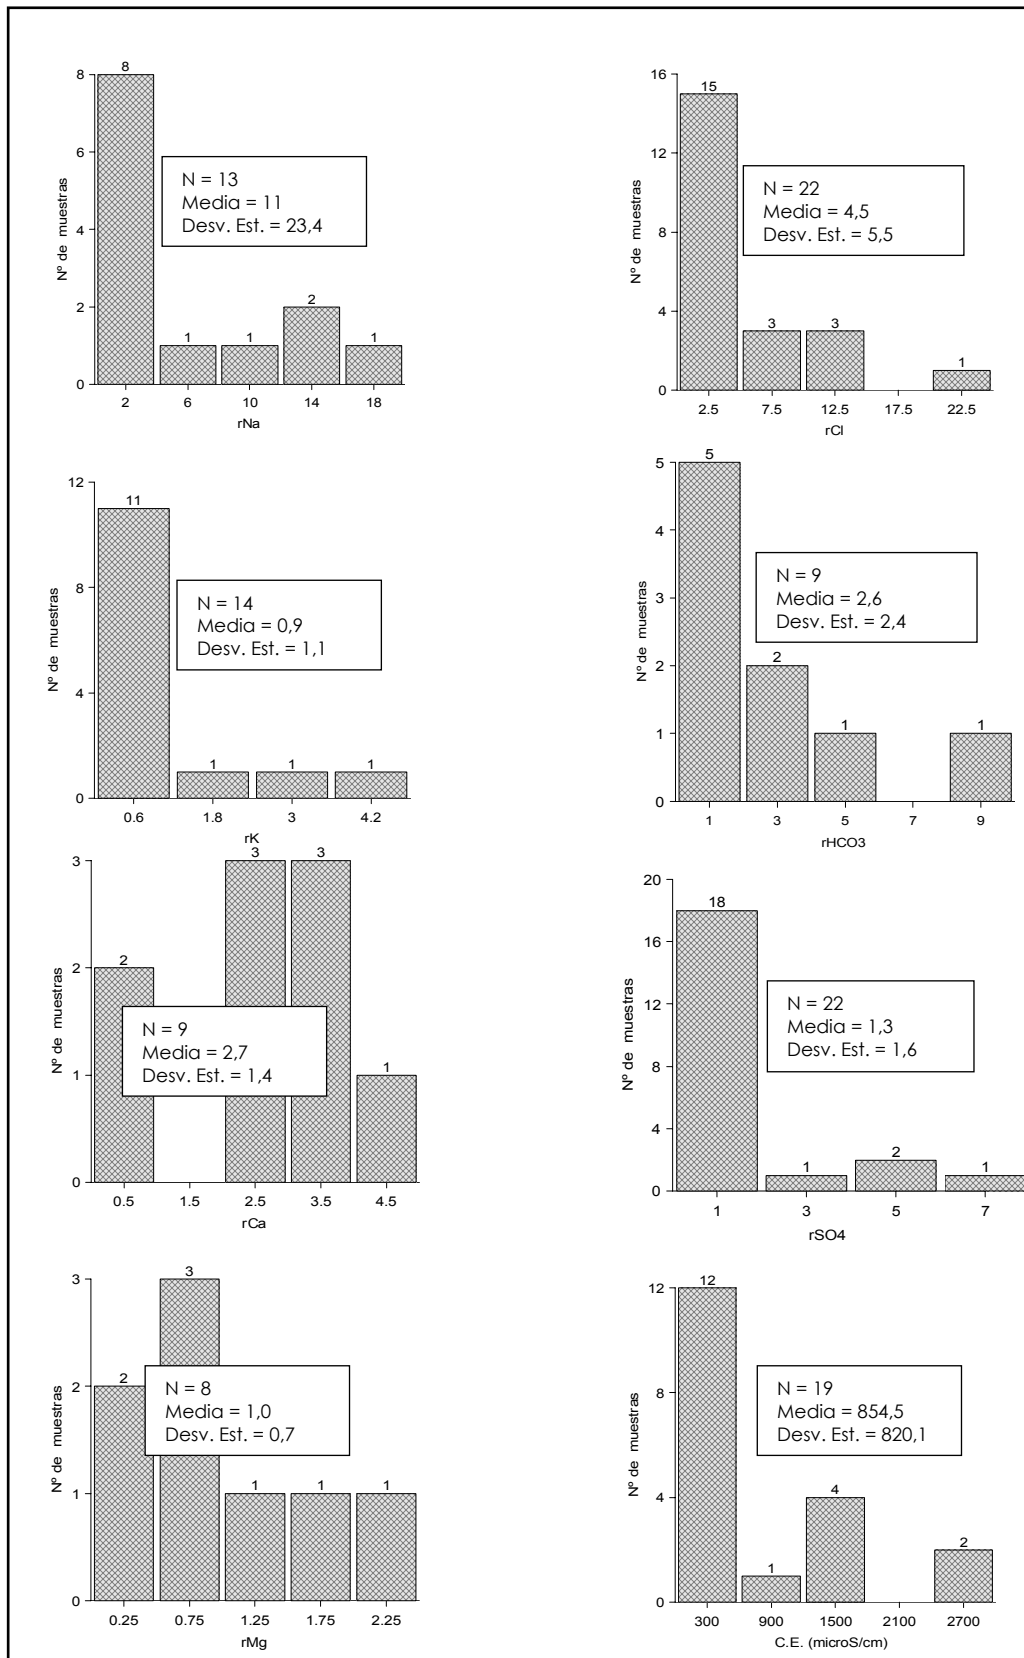 8
8
6
4
2
0
Nº de muestras
N = 13
Media = 11
Desv. Est. = 23,4
1
1
2
1
2
6
10
14
18
rNa
16
12
8
4
0
Nº de muestras
15
N = 22
Media = 4,5
Desv. Est. = 5,5
3
3
1
2.5
7.5
12.5
17.5
22.5
rCl
12
8
4
0
Nº de muestras
11
N = 14
Media = 0,9
Desv. Est. = 1,1
1
1
1
0.6
1.8
3
4.2
rK
5
4
3
2
1
0
Nº de muestras
5
N = 9
Media = 2,6
Desv. Est. = 2,4
2
1
1
1
3
5
7
9
rHCO3
3
2
1
0
Nº de muestras
2
3
3
1
N = 9
Media = 2,7
Desv. Est. = 1,4
0.5
1.5
2.5
3.5
4.5
rCa
20
16
12
8
4
0
Nº de muestras
18
N = 22
Media = 1,3
Desv. Est. = 1,6
1
2
1
1
3
5
7
rSO4
3
2
1
0
Nº de muestras
2
3
N = 8
Media = 1,0
Desv. Est. = 0,7
1
1
1
0.25
0.75
1.25
1.75
2.25
rMg
12
8
4
0
Nº de muestras
12
N = 19
Media = 854,5
Desv. Est. = 820,1
1
4
2
300
900
1500
2100
2700
C.E. (microS/cm)